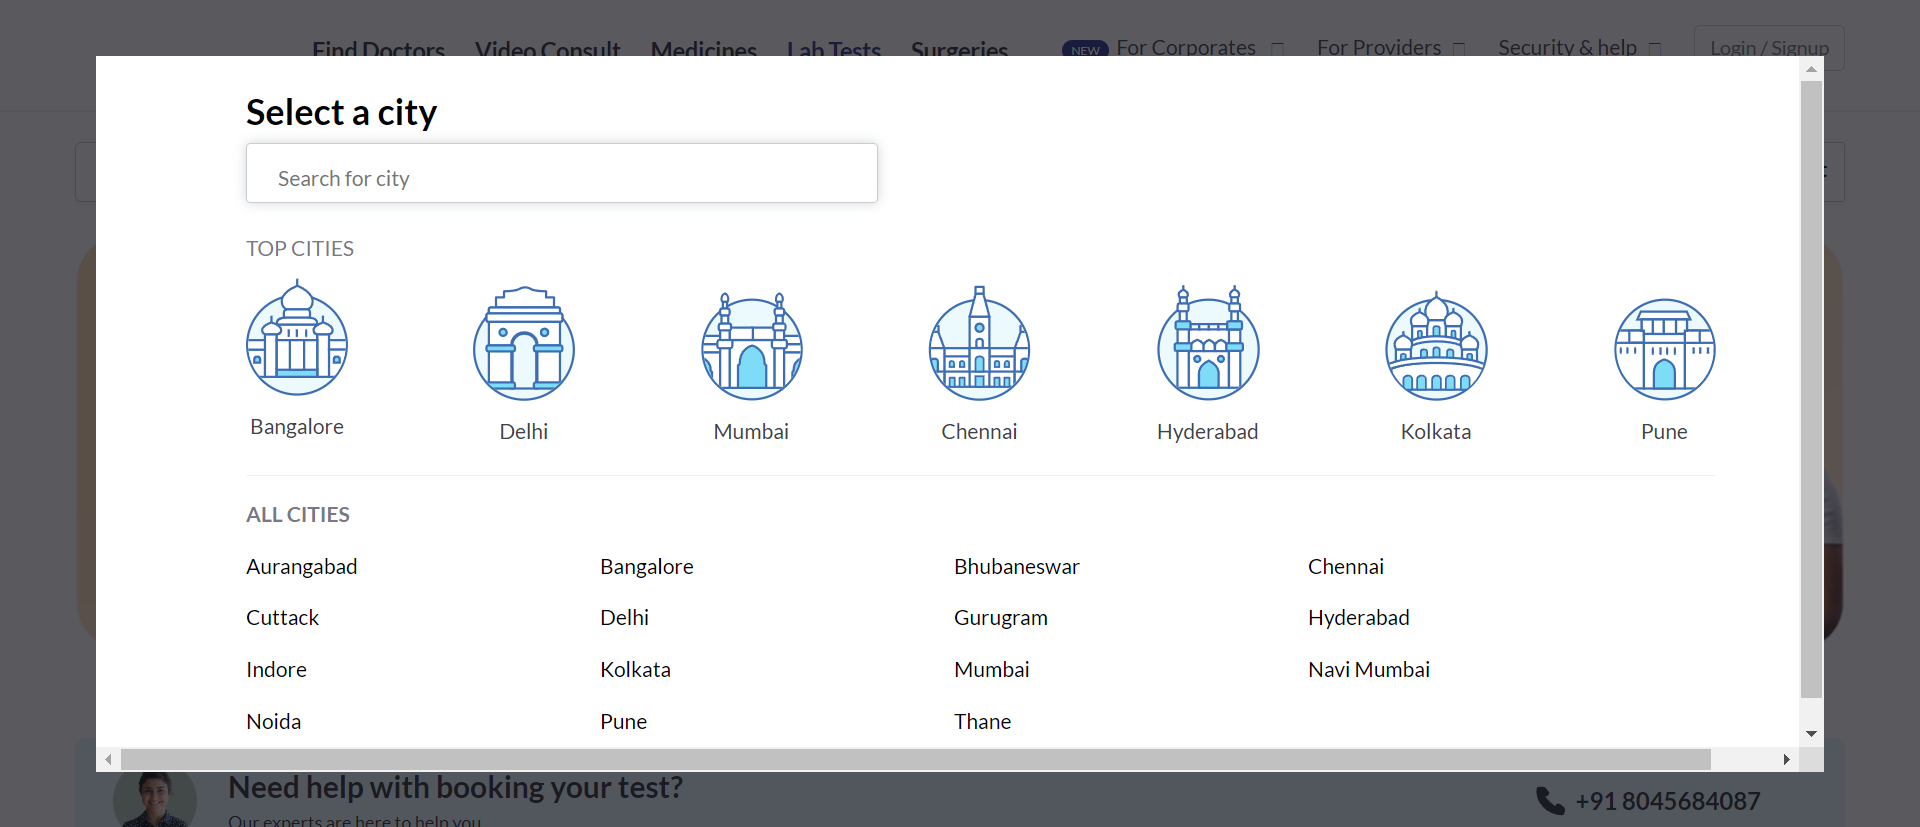 Find Doctors Video Consult Medicines Lab Tests Surgeries NEW For Corporates For Providers Security & help Login / Signup
Select a city
Search for city
TOP CITIES
Bangalore Delhi Mumbai Chennai Hyderabad Kolkata Pune
ALL CITIES
Aurangabad Bangalore Bhubaneswar Chennai
Cuttack Delhi Gurugram Hyderabad
Indore Kolkata Mumbai Navi Mumbai
Noida Pune Thane
Need help with booking your test?
+91 8045684087
Our experts are here to help you